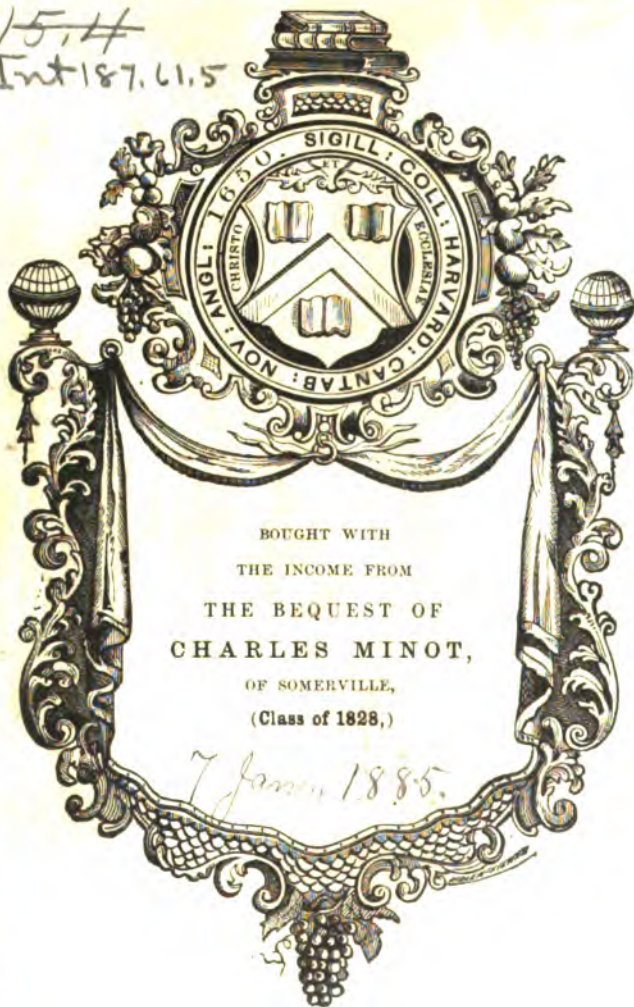 15.4
Int 187.61.5
SIGILL: COLL: HARVARD: CANTAB: NOV: ANGL: 1650.
ET
CHRISTO
ECCLESIAE
BOUGHT WITH
THE INCOME FROM
THE BEQUEST OF
CHARLES MINOT,
OF SOMERVILLE,
(Class of 1828,)
7 1885.